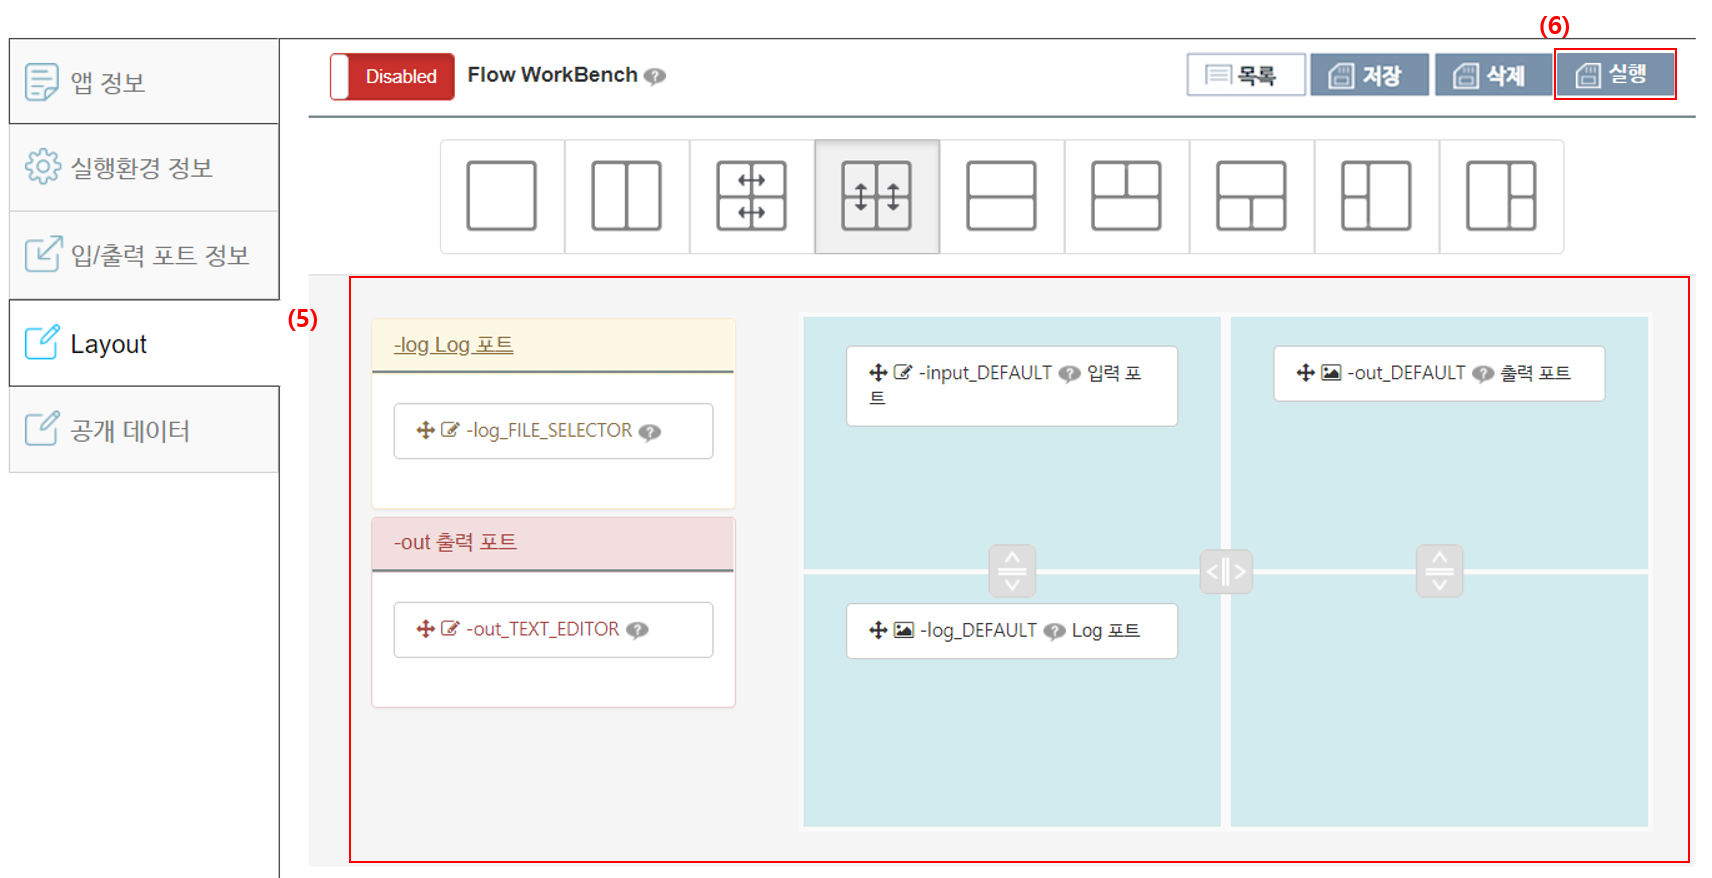 (6)
앱 정보
실행환경 정보
입/출력 포트 정보
Layout
공개 데이터
Disabled
Flow WorkBench
목록
저장
삭제
실행
(5)
-log Log 포트
-log_FILE_SELECTOR
-out 출력 포트
-out_TEXT_EDITOR
-input_DEFAULT 입력 포
트
-out_DEFAULT 출력 포트
-log_DEFAULT Log 포트